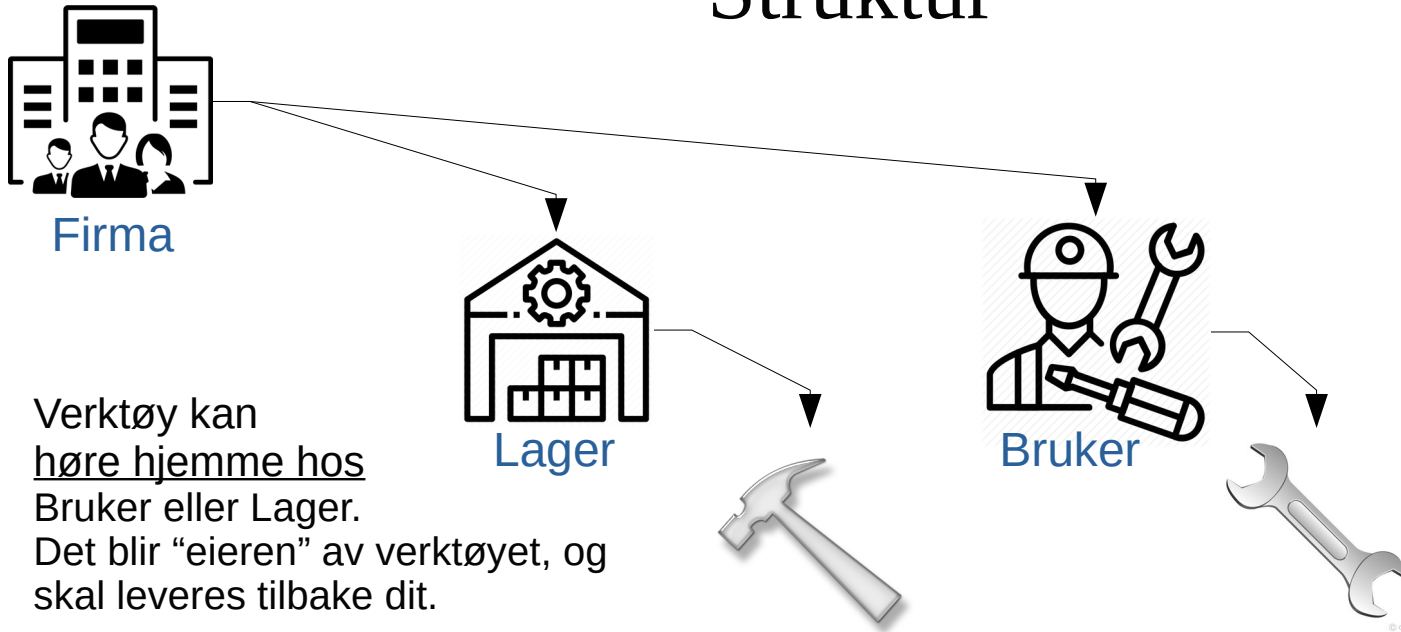 Struktur
Firma
Lager
Bruker
Verktøy kan
høre hjemme hos
Bruker eller Lager.
Det blir “eieren” av verktøyet, og
skal leveres tilbake dit.